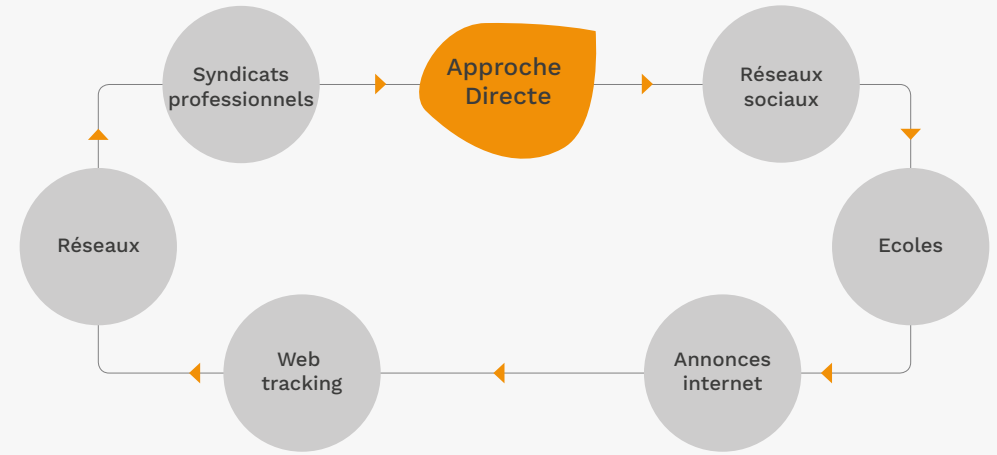 Syndicats
professionnels
Approche
Directe
Réseaux
sociaux
Réseaux
Ecoles
Web
tracking
Annonces
internet